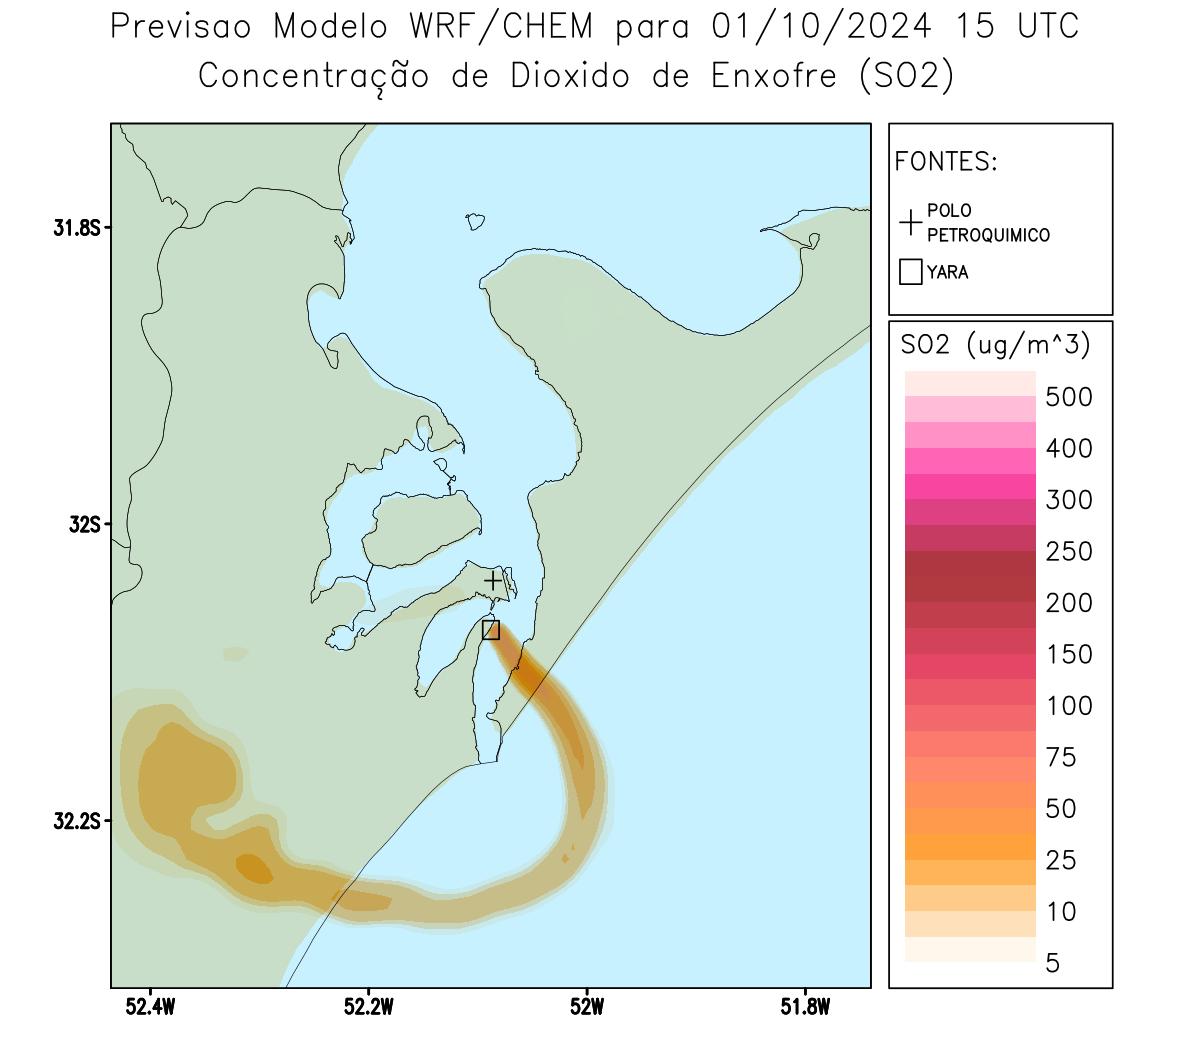 Previsao Modelo WRF/CHEM para 01/10/2024 15 UTC
Concentração de Dioxido de Enxofre (SO2)
FONTES:
POLO
PETROQUIMICO
YARA
SO2 (ug/m^3)
500
400
300
250
200
150
100
75
50
25
10
5
31.8S
32S
32.2S
52.4W
52.2W
52W
51.8W